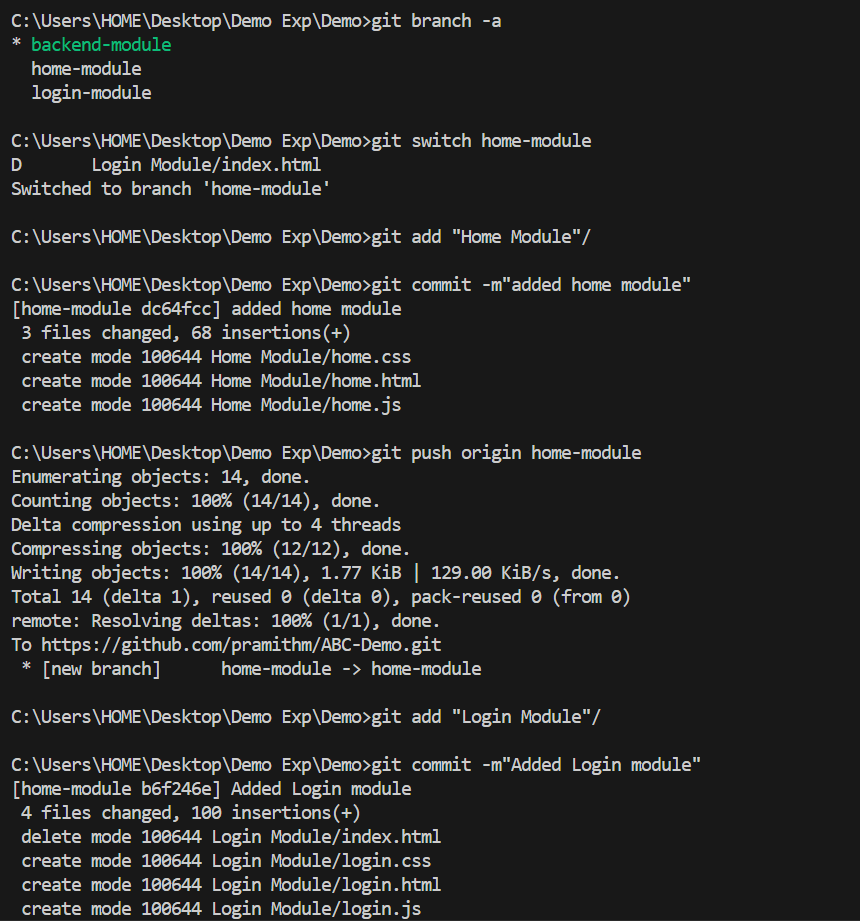 C:\Users\HOME\Desktop\Demo Exp\Demo>git branch -a
* backend-module
  home-module
  login-module
C:\Users\HOME\Desktop\Demo Exp\Demo>git switch home-module
D       Login Module/index.html
Switched to branch 'home-module'
C:\Users\HOME\Desktop\Demo Exp\Demo>git add "Home Module"/
C:\Users\HOME\Desktop\Demo Exp\Demo>git commit -m"added home module"
[home-module dc64fcc] added home module
 3 files changed, 68 insertions(+)
 create mode 100644 Home Module/home.css
 create mode 100644 Home Module/home.html
 create mode 100644 Home Module/home.js
C:\Users\HOME\Desktop\Demo Exp\Demo>git push origin home-module
Enumerating objects: 14, done.
Counting objects: 100% (14/14), done.
Delta compression using up to 4 threads
Compressing objects: 100% (12/12), done.
Writing objects: 100% (14/14), 1.77 KiB | 129.00 KiB/s, done.
Total 14 (delta 1), reused 0 (delta 0), pack-reused 0 (from 0)
remote: Resolving deltas: 100% (1/1), done.
To https://github.com/pramithm/ABC-Demo.git
 * [new branch]      home-module -> home-module
C:\Users\HOME\Desktop\Demo Exp\Demo>git add "Login Module"/
C:\Users\HOME\Desktop\Demo Exp\Demo>git commit -m"Added Login module"
[home-module b6f246e] Added Login module
 4 files changed, 100 insertions(+)
 delete mode 100644 Login Module/index.html
 create mode 100644 Login Module/login.css
 create mode 100644 Login Module/login.html
 create mode 100644 Login Module/login.js